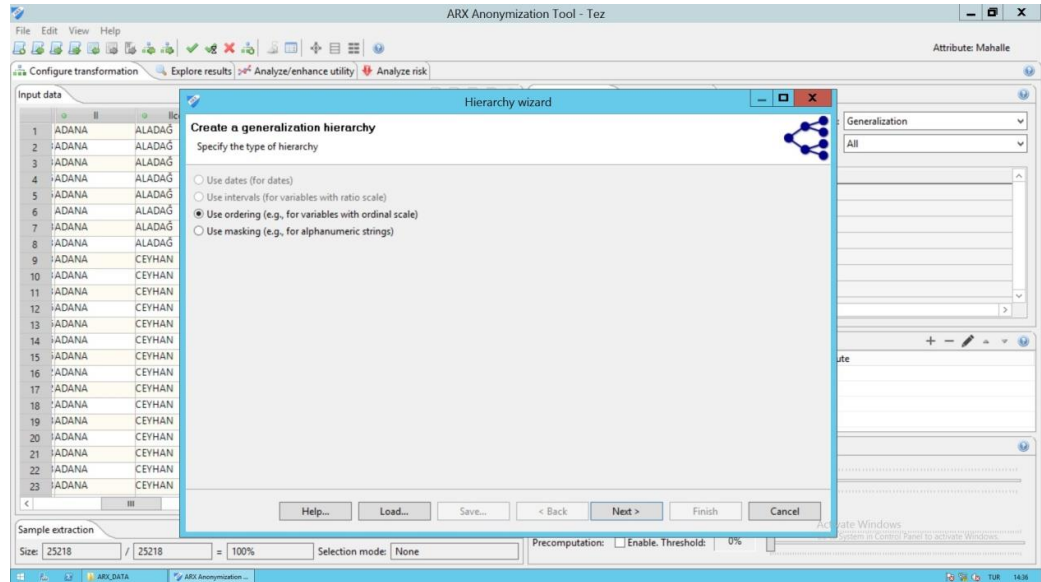 ARX Anonymization Tool - Tez
File Edit View Help
Attribute: Mahalle
Configure transformation Explore results Analyze/enhance utility Analyze risk
Input data
Hierarchy wizard
Create a generalization hierarchy
Specify the type of hierarchy
Generalization
All
Use dates (for dates)
Use intervals (for variables with ratio scale)
Use ordering (e.g., for variables with ordinal scale)
Use masking (e.g., for alphanumeric strings)
1 ADANA ALADAĞ
2 ADANA ALADAĞ
3 ADANA ALADAĞ
4 ADANA ALADAĞ
5 ADANA ALADAĞ
6 ADANA ALADAĞ
7 ADANA ALADAĞ
8 ADANA ALADAĞ
9 ADANA CEYHAN
10 ADANA CEYHAN
11 ADANA CEYHAN
12 ADANA CEYHAN
13 ADANA CEYHAN
14 ADANA CEYHAN
15 ADANA CEYHAN
16 ADANA CEYHAN
17 ADANA CEYHAN
18 ADANA CEYHAN
19 ADANA CEYHAN
20 ADANA CEYHAN
21 ADANA CEYHAN
22 ADANA CEYHAN
23 ADANA CEYHAN
Help... Load... Save... < Back Next > Finish Cancel
Sample extraction
Size: 25218 / 25218 = 100% Selection mode: None
Precomputation: Enable. Threshold: 0%
System in Control Panel to activate Windows.
ARX_DATA ARX Anonymization ... TUR 14:36